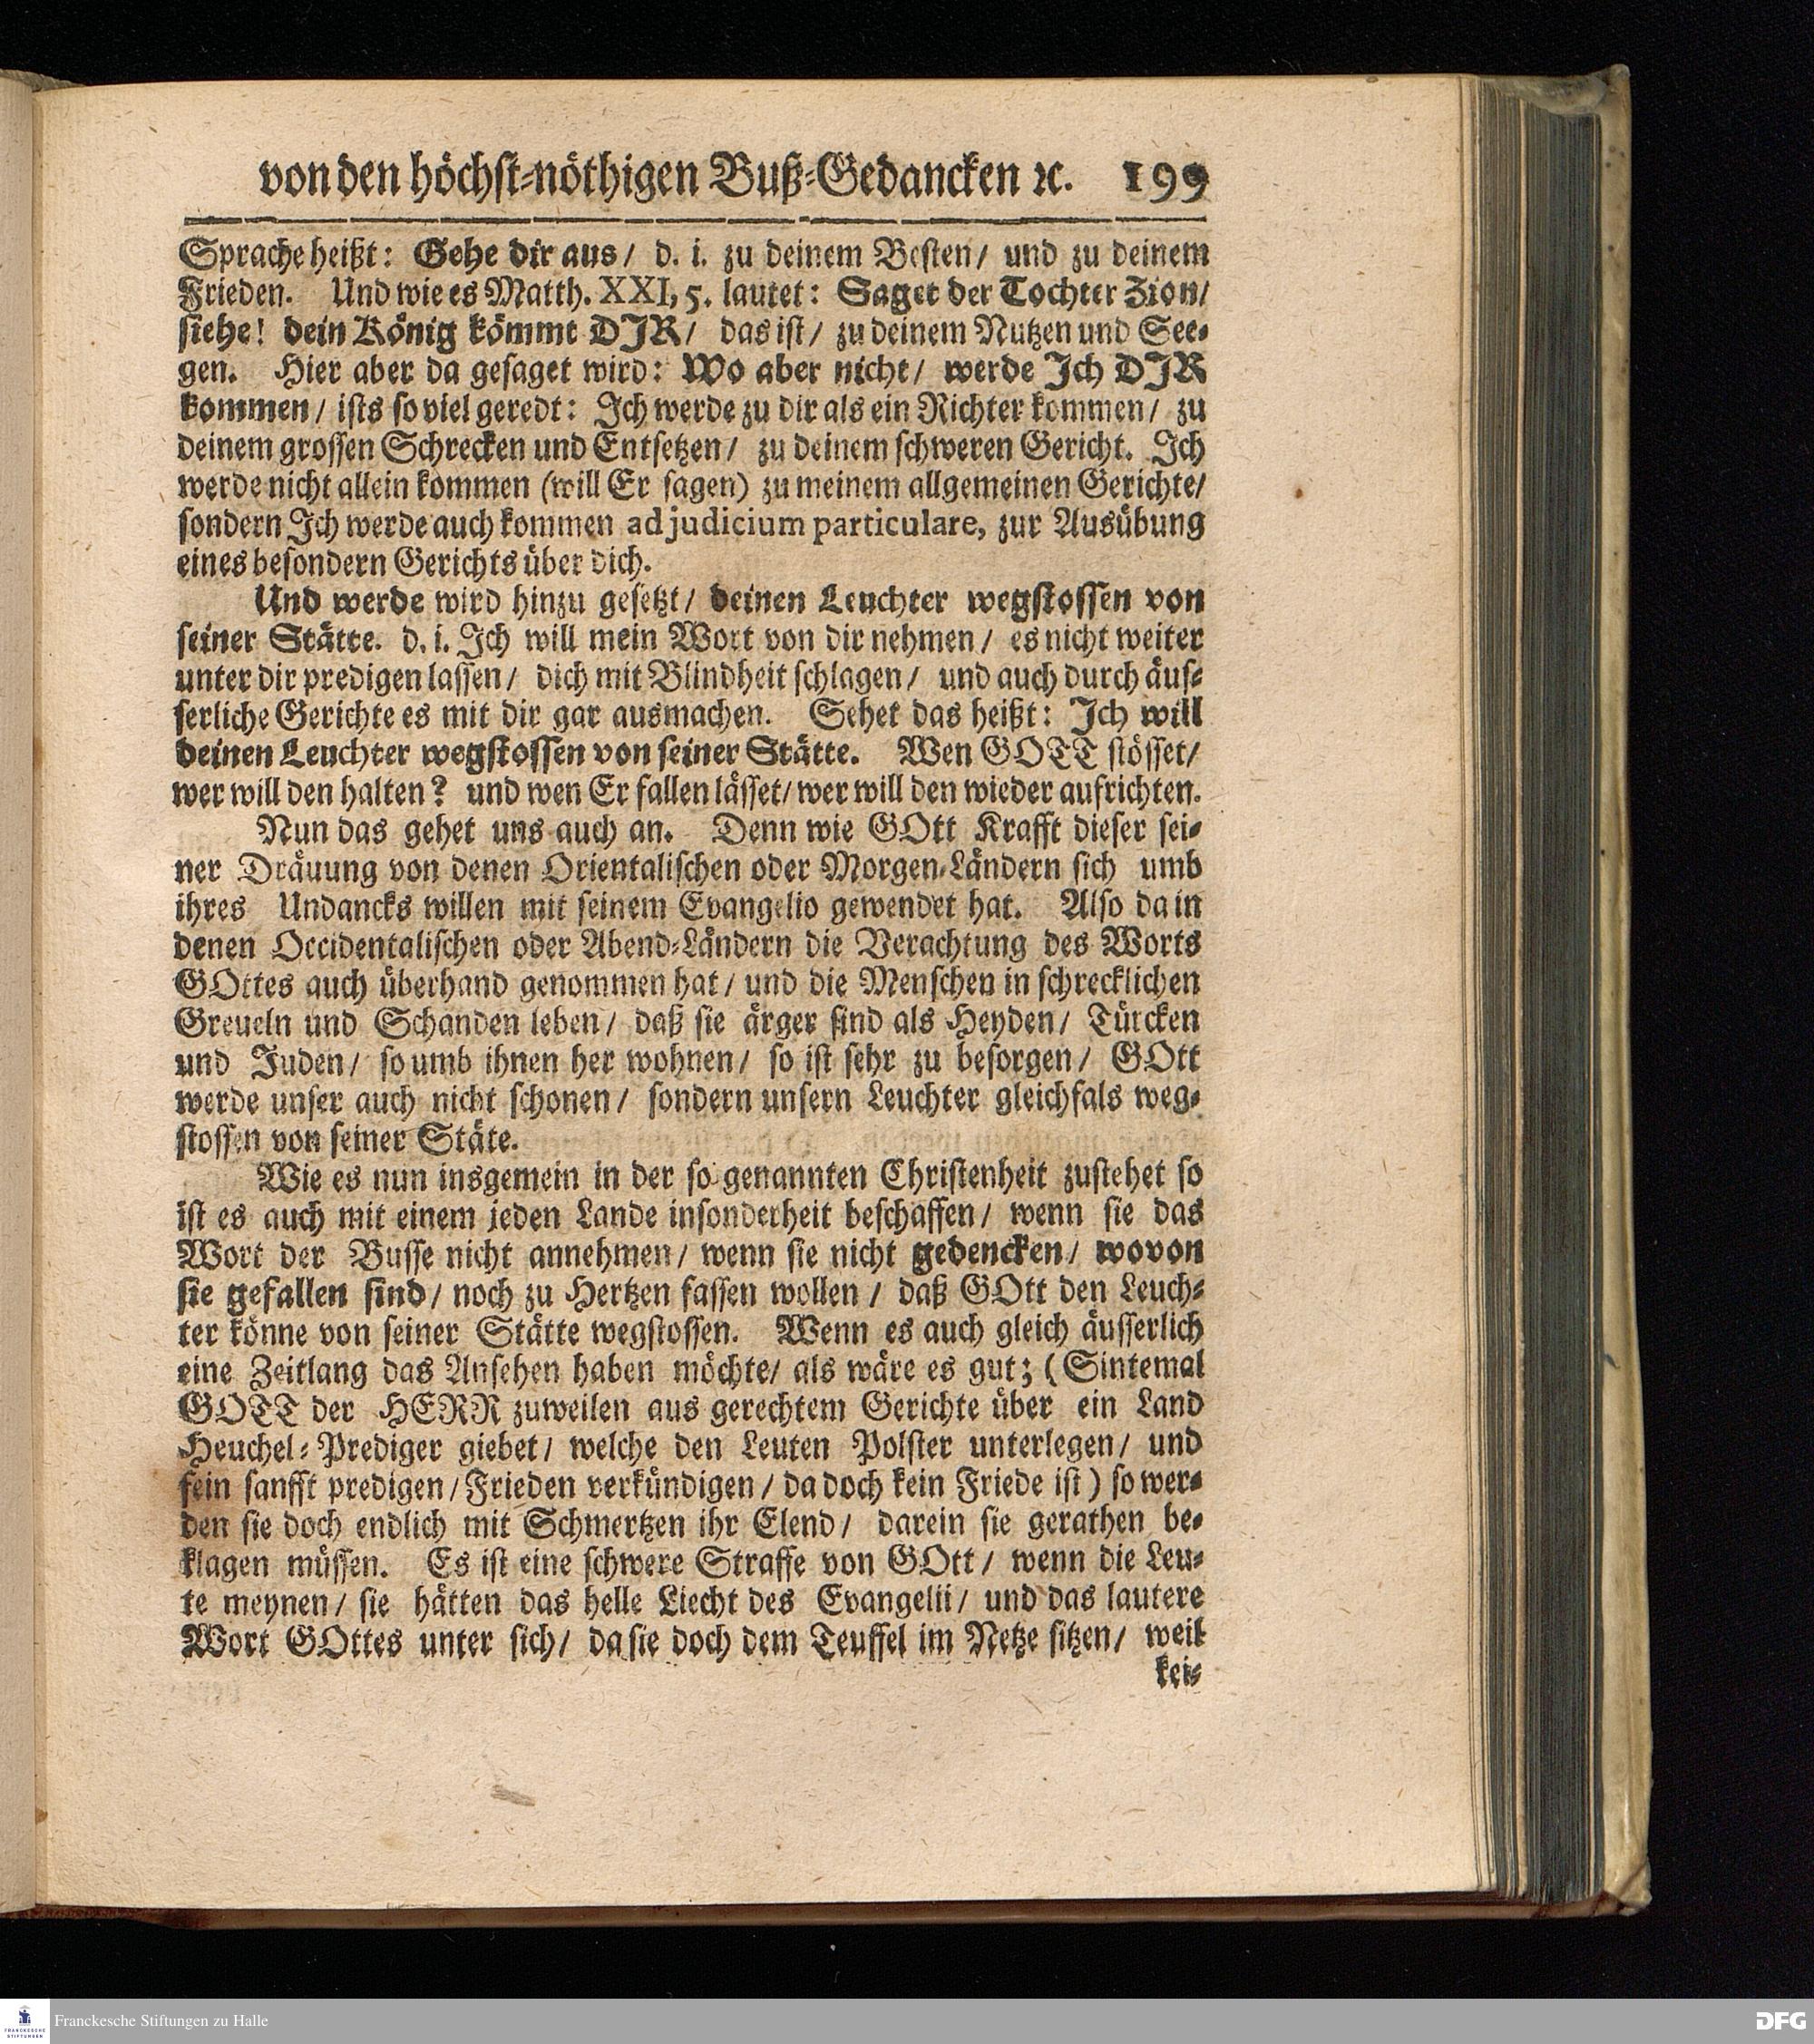 von den höchst-nöthigen Buß-Gedancken ꝛc. 199
Sprache heißt: Gehe dir aus/ d. i. zu deinem Besten/ und zu deinem
Frieden. Und wie es Matth. XXI, 5. lautet: Saget der Tochter Zion/
siehe! dein König kömmt DJR/ das ist/ zu deinem Nutzen und See-
gen. Hier aber da gesaget wird: Wo aber nicht/ werde Jch DJR
kommen/ ists so viel geredt: Jch werde zu dir als ein Richter kommen/ zu
deinem grossen Schrecken und Entsetzen/ zu deinem schweren Gericht. Jch
werde nicht allein kommen (will Er sagen) zu meinem allgemeinen Gerichte/
sondern Jch werde auch kommen ad judicium particulare, zur Ausübung
eines besondern Gerichts über dich.
Und werde wird hinzu gesetzt/ deinen Leuchter wegstossen von
seiner Stätte. d. i. Jch will mein Wort von dir nehmen/ es nicht weiter
unter dir predigen lassen/ dich mit Blindheit schlagen/ und auch durch äus-
serliche Gerichte es mit dir gar ausmachen. Sehet das heißt: Jch will
deinen Leuchter wegstossen von seiner Stätte. Wen GOTT stösset/
wer will den halten? und wen Er fallen lässet/ wer will den wieder aufrichten.
Nun das gehet uns auch an. Denn wie GOtt Krafft dieser sei-
ner Dräuung von denen Orientalischen oder Morgen-Ländern sich umb
ihres Undancks willen mit seinem Evangelio gewendet hat. Also da in
denen Occidentalischen oder Abend-Ländern die Verachtung des Worts
GOttes auch überhand genommen hat/ und die Menschen in schrecklichen
Greueln und Schanden leben/ daß sie ärger sind als Heyden/ Türcken
und Juden/ so umb ihnen her wohnen/ so ist sehr zu besorgen/ GOtt
werde unser auch nicht schonen/ sondern unsern Leuchter gleichfals weg-
stossen von seiner Stäte.
Wie es nun insgemein in der so genannten Christenheit zustehet so
ist es auch mit einem jeden Lande insonderheit beschaffen/ wenn sie das
Wort der Busse nicht annehmen/ wenn sie nicht gedencken/ wovon
sie gefallen sind/ noch zu Hertzen fassen wollen/ daß GOtt den Leuch-
ter könne von seiner Stätte wegstossen. Wenn es auch gleich äusserlich
eine Zeitlang das Ansehen haben möchte/ als wäre es gut; (Sintemal
GOTT der HERR zuweilen aus gerechtem Gerichte über ein Land
Heuchel-Prediger giebet/ welche den Leuten Polster unterlegen/ und
fein sanfft predigen/ Frieden verkündigen/ da doch kein Friede ist) so wer-
den sie doch endlich mit Schmertzen ihr Elend/ darein sie gerathen be-
klagen müssen. Es ist eine schwere Straffe von GOtt/ wenn die Leu-
te meynen/ sie hätten das helle Liecht des Evangelii/ und das lautere
Wort GOttes unter sich/ da sie doch dem Teuffel im Netze sitzen/ weil
kei-
FRANCKESCHE
STIFTUNGEN
Franckesche Stiftungen zu Halle
DFG